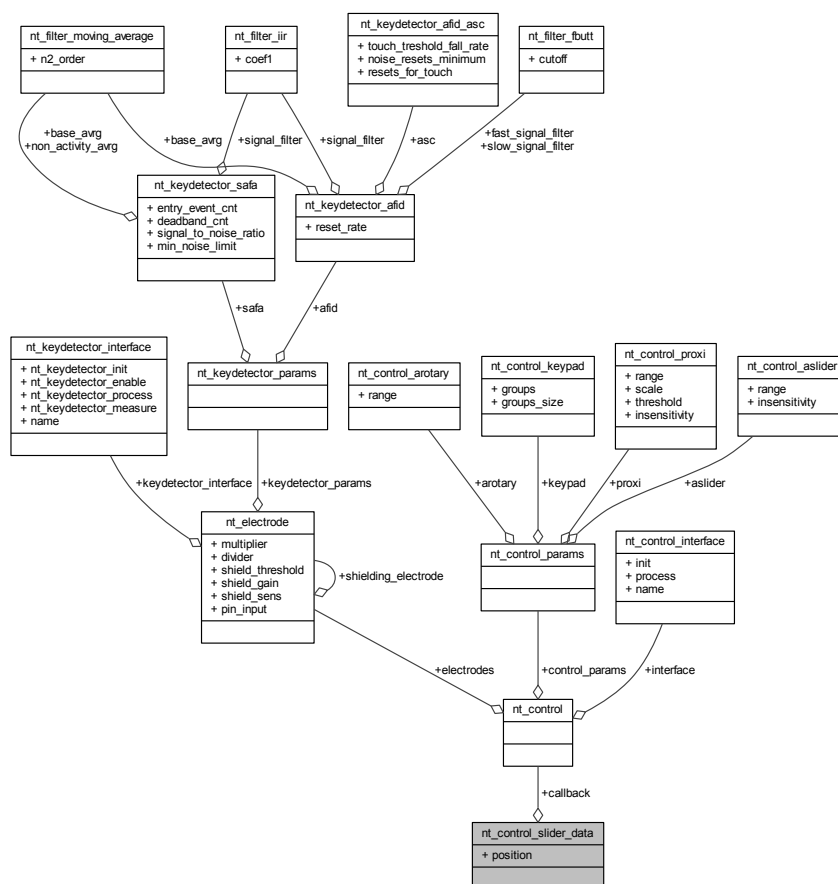 nt_filter_moving_average
+ n2_order
nt_filter_iir
+ coef1
nt_keydetector_afid_asc
+ touch_treshold_fall_rate
+ noise_resets_minimum
+ resets_for_touch
nt_filter_fbutt
+ cutoff
+base_avrg
+non_activity_avrg
+signal_filter
+base_avrg
+signal_filter
+asc
+fast_signal_filter
+slow_signal_filter
nt_keydetector_safa
+ entry_event_cnt
+ deadband_cnt
+ signal_to_noise_ratio
+ min_noise_limit
nt_keydetector_afid
+ reset_rate
+safa
+afid
nt_keydetector_interface
+ nt_keydetector_init
+ nt_keydetector_enable
+ nt_keydetector_process
+ nt_keydetector_measure
+ name
nt_keydetector_params
nt_control_arotary
+ range
nt_control_keypad
+ groups
+ groups_size
nt_control_proxi
+ range
+ scale
+ threshold
+ insensitivity
nt_control_aslider
+ range
+ insensitivity
+keydetector_interface
+keydetector_params
+arotary
+keypad
+proxi
+aslider
nt_electrode
+ multiplier
+ divider
+ shield_threshold
+ shield_gain
+ shield_sens
+ pin_input
+shielding_electrode
nt_control_params
nt_control_interface
+ init
+ process
+ name
+electrodes
+control_params
+interface
nt_control
+callback
nt_control_slider_data
+ position